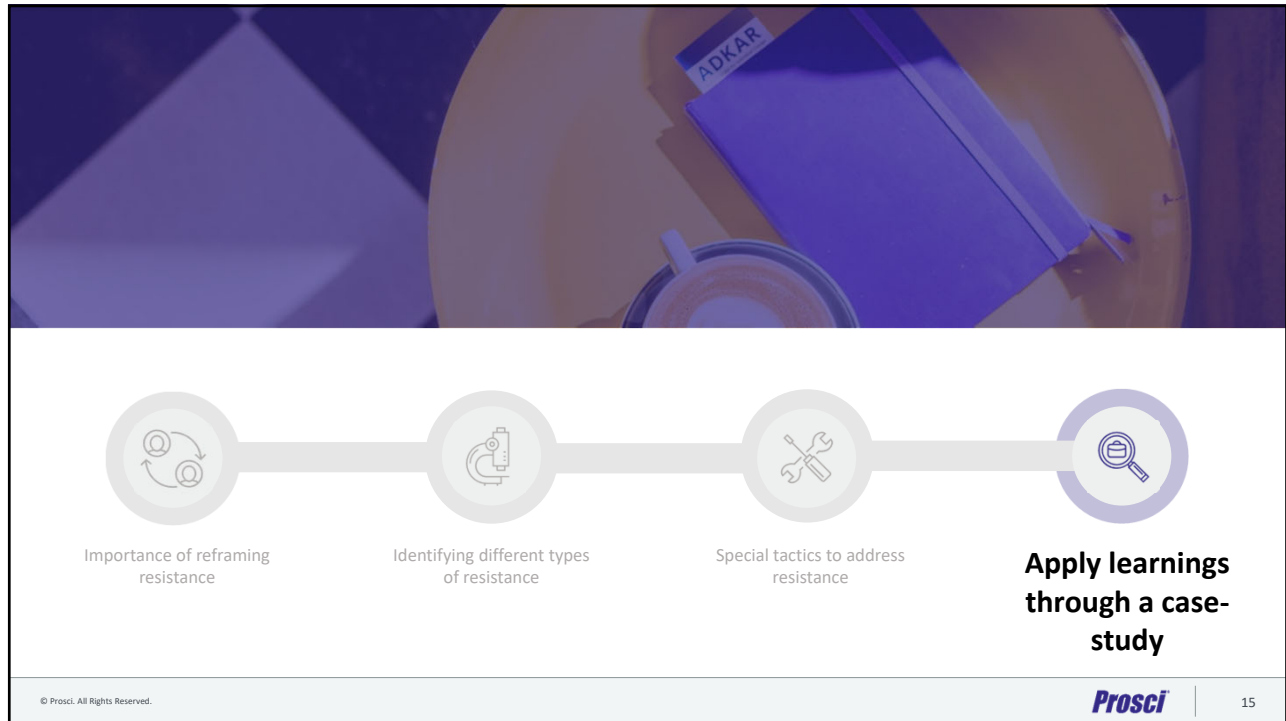 ADKAR
Importance of reframing
resistance
Identifying different types
of resistance
Special tactics to address
resistance
Apply learnings
through a case-
study
© Prosci. All Rights Reserved.
Prosci
15